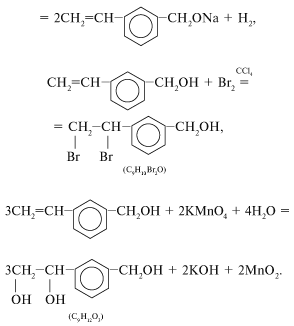 = 2CH₂=CH–CH₂ONa + H₂,
CH₂=CH–CH₂OH + Br₂ =
CCl₄
= CH₂–CH–CH₂OH,
Br Br
(C₉H₁₀Br₂O)
3CH₂=CH–CH₂OH + 2KMnO₄ + 4H₂O =
3CH₂–CH–CH₂OH + 2KOH + 2MnO₂.
OH OH
(C₉H₁₂O₃)